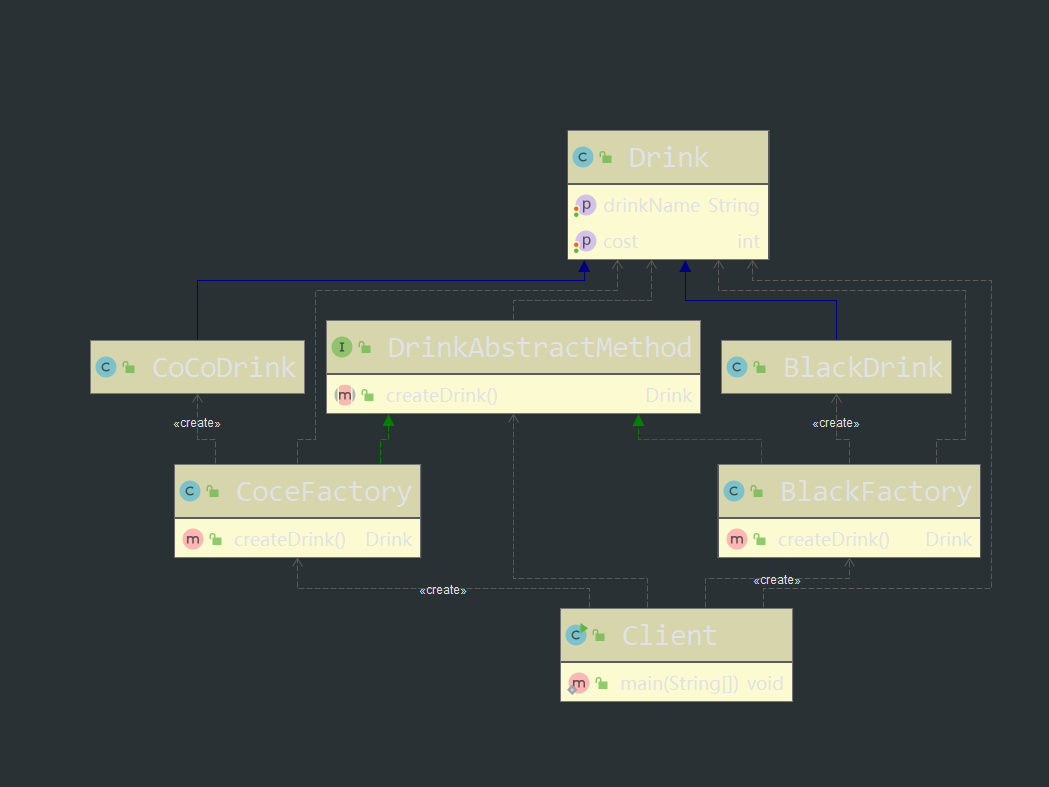 Drink
drinkName String
cost int
CoCoDrink
DrinkAbstractMethod
createDrink() Drink
BlackDrink
«create»
«create»
CoceFactory
createDrink() Drink
BlackFactory
createDrink() Drink
«create»
«create»
Client
main(String[]) void